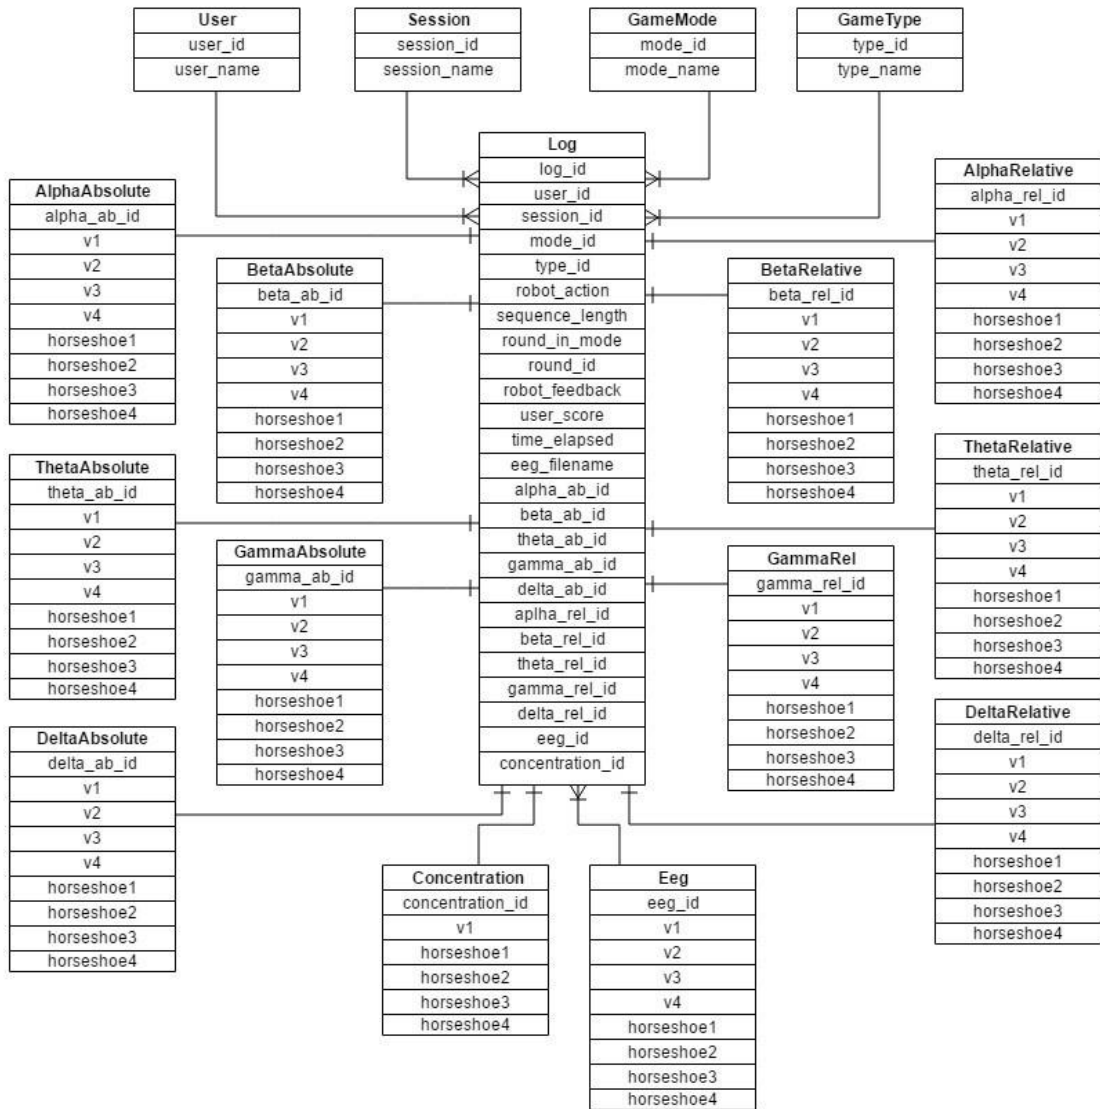 User
user_id
user_name
Session
session_id
session_name
GameMode
mode_id
mode_name
GameType
type_id
type_name
Log
log_id
user_id
session_id
mode_id
type_id
robot_action
sequence_length
round_in_mode
round_id
robot_feedback
user_score
time_elapsed
eeg_filename
alpha_ab_id
beta_ab_id
theta_ab_id
gamma_ab_id
delta_ab_id
aplha_rel_id
beta_rel_id
theta_rel_id
gamma_rel_id
delta_rel_id
eeg_id
concentration_id
AlphaAbsolute
alpha_ab_id
v1
v2
v3
v4
horseshoe1
horseshoe2
horseshoe3
horseshoe4
BetaAbsolute
beta_ab_id
v1
v2
v3
v4
horseshoe1
horseshoe2
horseshoe3
horseshoe4
ThetaAbsolute
theta_ab_id
v1
v2
v3
v4
horseshoe1
horseshoe2
horseshoe3
horseshoe4
GammaAbsolute
gamma_ab_id
v1
v2
v3
v4
horseshoe1
horseshoe2
horseshoe3
horseshoe4
DeltaAbsolute
delta_ab_id
v1
v2
v3
v4
horseshoe1
horseshoe2
horseshoe3
horseshoe4
AlphaRelative
alpha_rel_id
v1
v2
v3
v4
horseshoe1
horseshoe2
horseshoe3
horseshoe4
BetaRelative
beta_rel_id
v1
v2
v3
v4
horseshoe1
horseshoe2
horseshoe3
horseshoe4
ThetaRelative
theta_rel_id
v1
v2
v3
v4
horseshoe1
horseshoe2
horseshoe3
horseshoe4
GammaRel
gamma_rel_id
v1
v2
v3
v4
horseshoe1
horseshoe2
horseshoe3
horseshoe4
DeltaRelative
delta_rel_id
v1
v2
v3
v4
horseshoe1
horseshoe2
horseshoe3
horseshoe4
Concentration
concentration_id
v1
horseshoe1
horseshoe2
horseshoe3
horseshoe4
Eeg
eeg_id
v1
v2
v3
v4
horseshoe1
horseshoe2
horseshoe3
horseshoe4